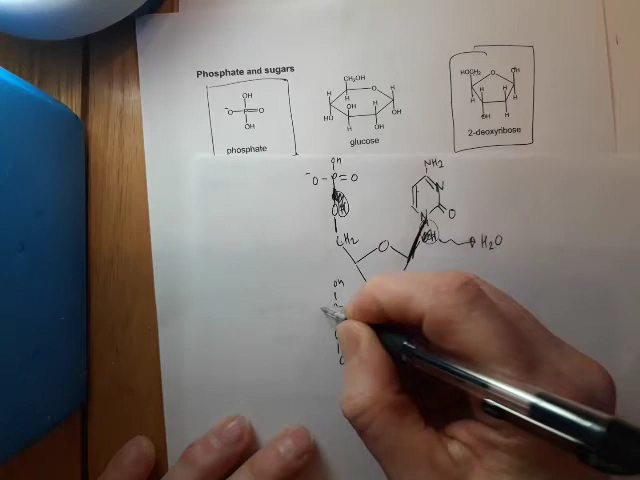 Phosphate and sugars
OH
⁻O-P=O
OH
phosphate
CH₂OH
O
H
H
H
OH
H
HO
OH
H
OH
glucose
HOCH₂
O
OH
H
H
H
H
OH
H
2-deoxyribose
OH
⁻O-P=O
O
CH₂
O
NH₂
N
O
N
H₂O
OH